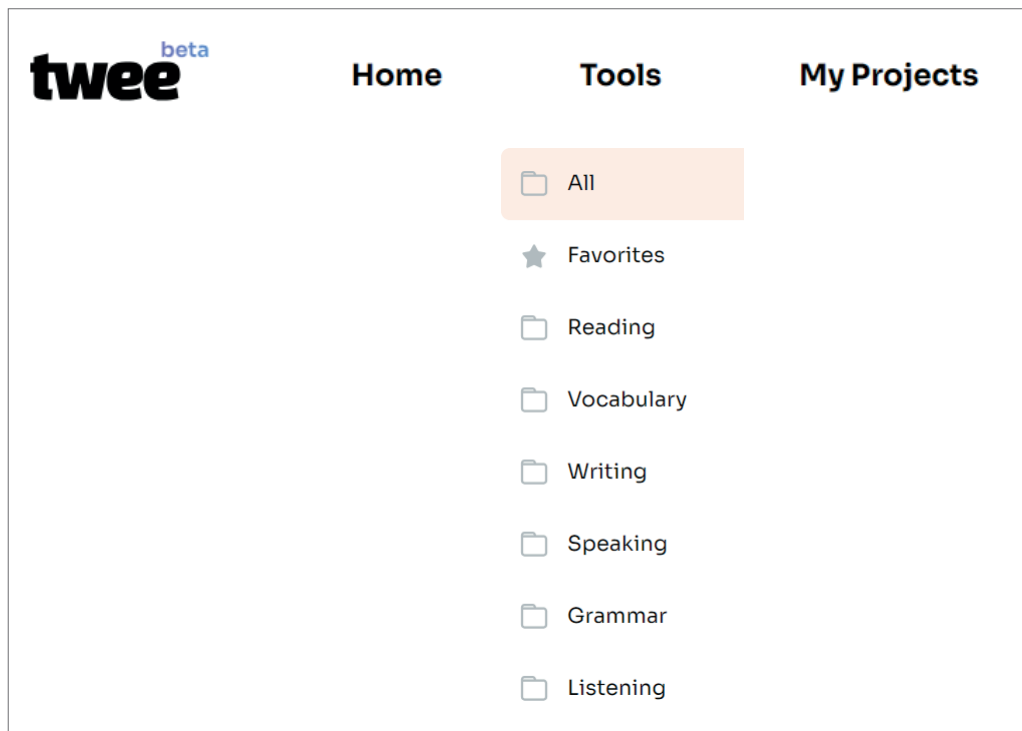 twee beta
Home
Tools
My Projects
All
Favorites
Reading
Vocabulary
Writing
Speaking
Grammar
Listening